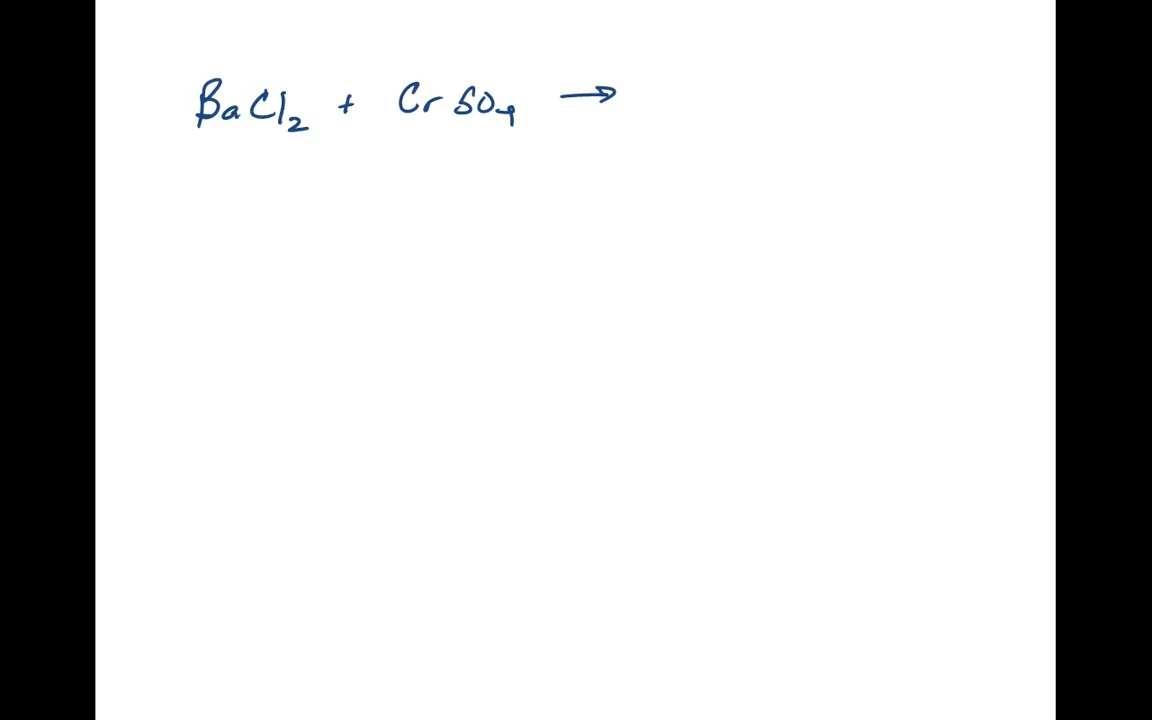 BaCl₂ + CrSO₄ →